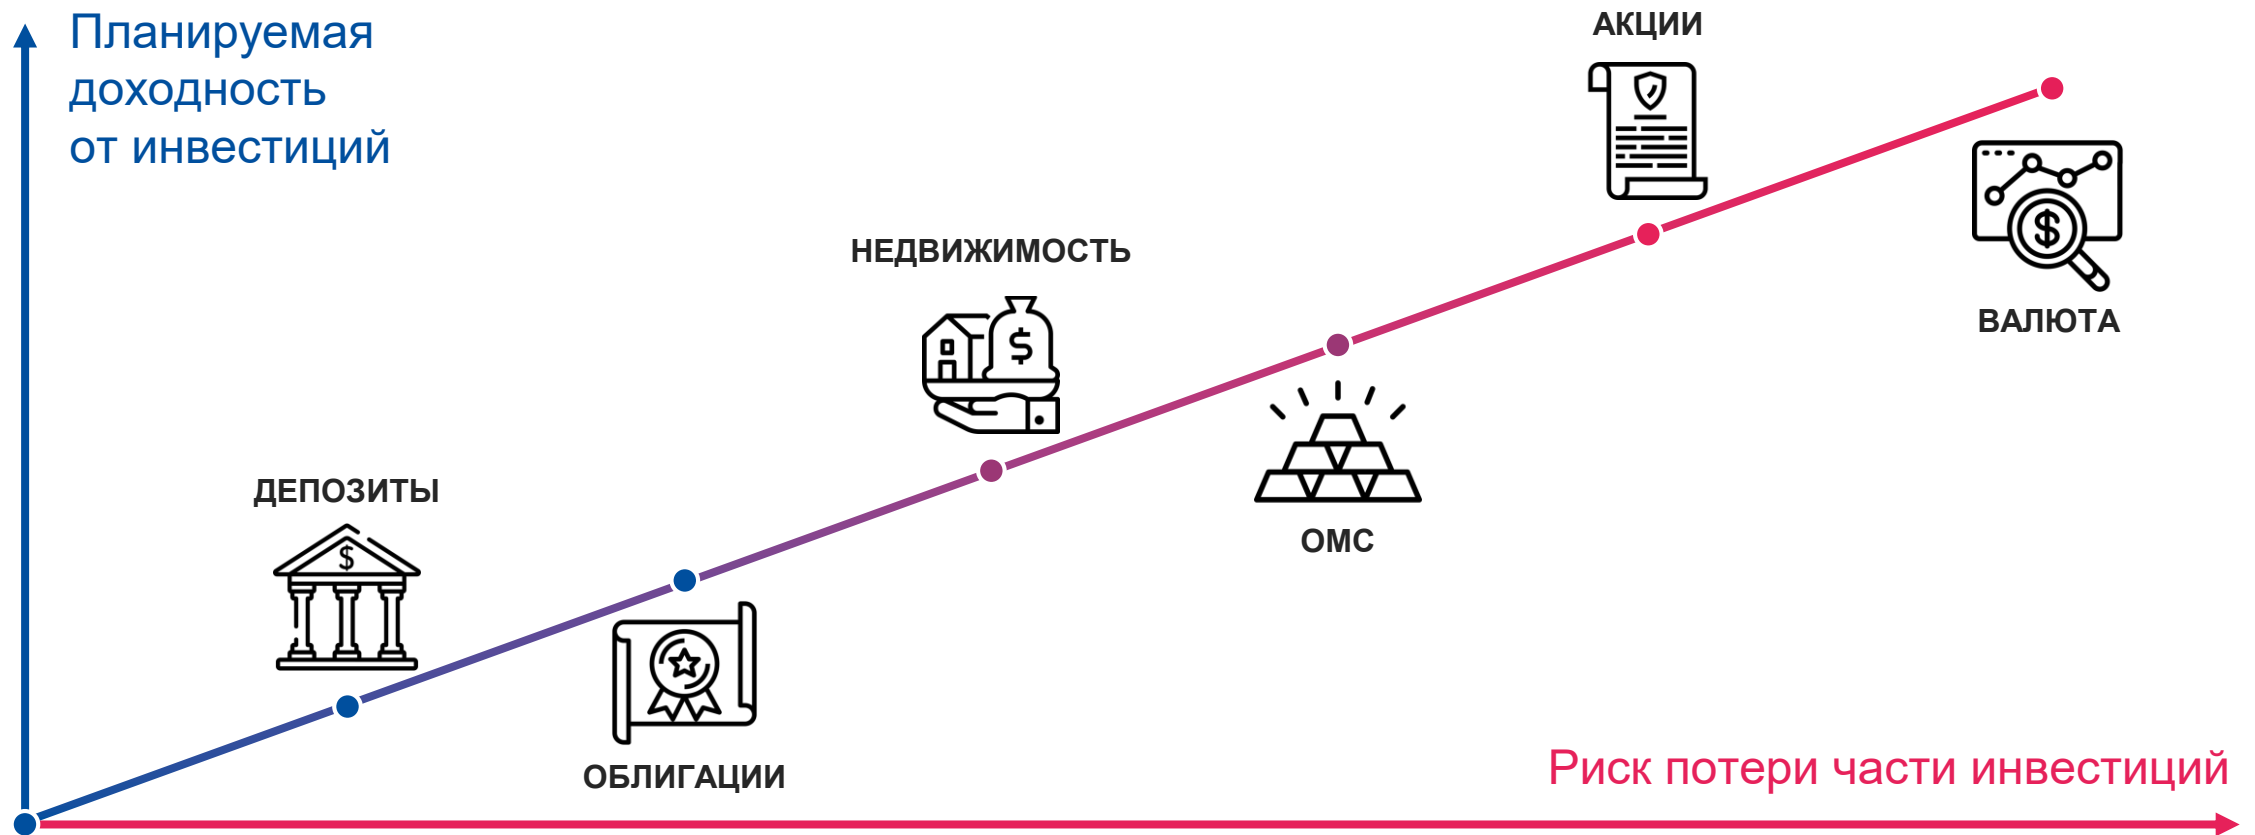 Планируемая
доходность
от инвестиций
АКЦИИ
НЕДВИЖИМОСТЬ
ВАЛЮТА
ДЕПОЗИТЫ
ОМС
ОБЛИГАЦИИ
Риск потери части инвестиций